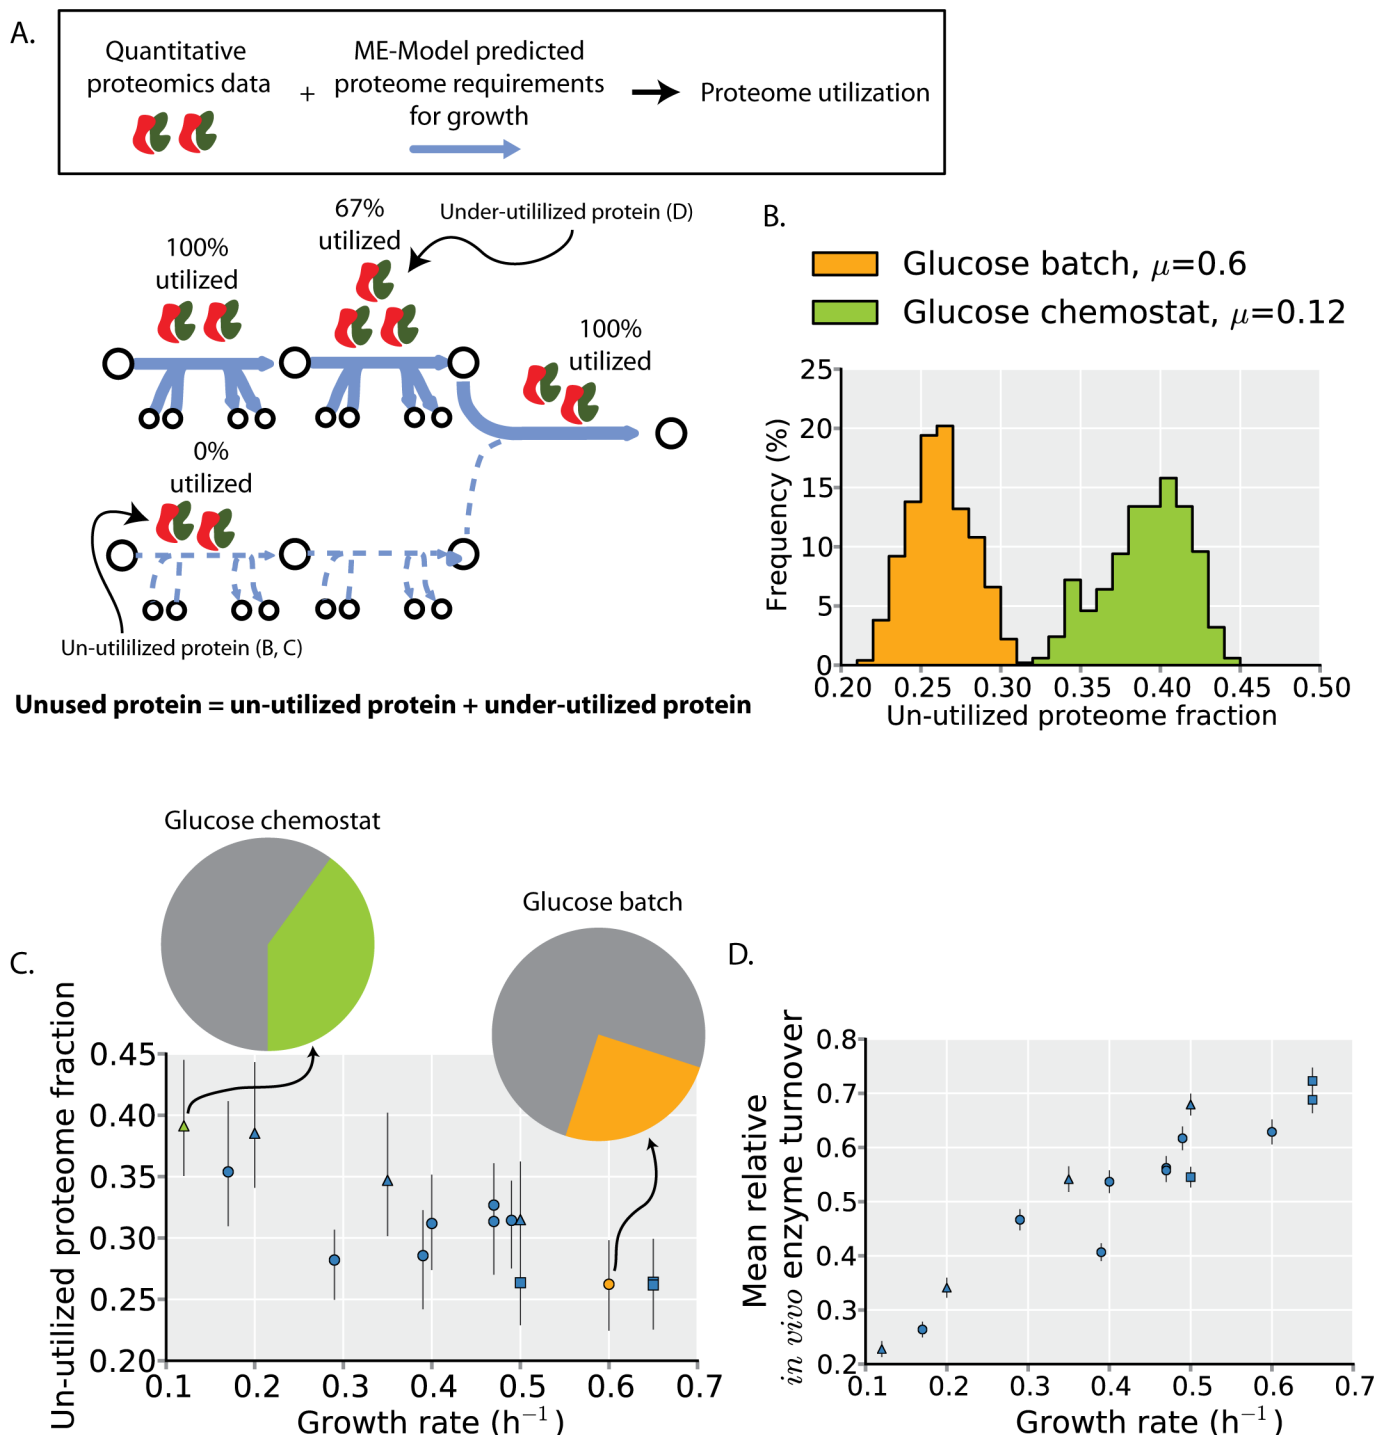 A.
Quantitative
proteomics data
+
ME-Model predicted
proteome requirements
for growth
Proteome utilization
100%
utilized
67%
utilized
Under-utililized protein (D)
100%
utilized
0%
utilized
Un-utililized protein (B, C)
Unused protein = un-utilized protein + under-utilized protein
B.
Glucose batch, μ=0.6
Glucose chemostat, μ=0.12
Frequency (%)
25
20
15
10
5
0
0.20 0.25 0.30 0.35 0.40 0.45 0.50
Un-utilized proteome fraction
C.
Glucose chemostat
Glucose batch
Un-utilized proteome fraction
0.45
0.40
0.35
0.30
0.25
0.20
0.1 0.2 0.3 0.4 0.5 0.6 0.7
Growth rate (h⁻¹)
D.
Mean relative
in vivo enzyme turnover
0.8
0.7
0.6
0.5
0.4
0.3
0.2
0.1 0.2 0.3 0.4 0.5 0.6 0.7
Growth rate (h⁻¹)